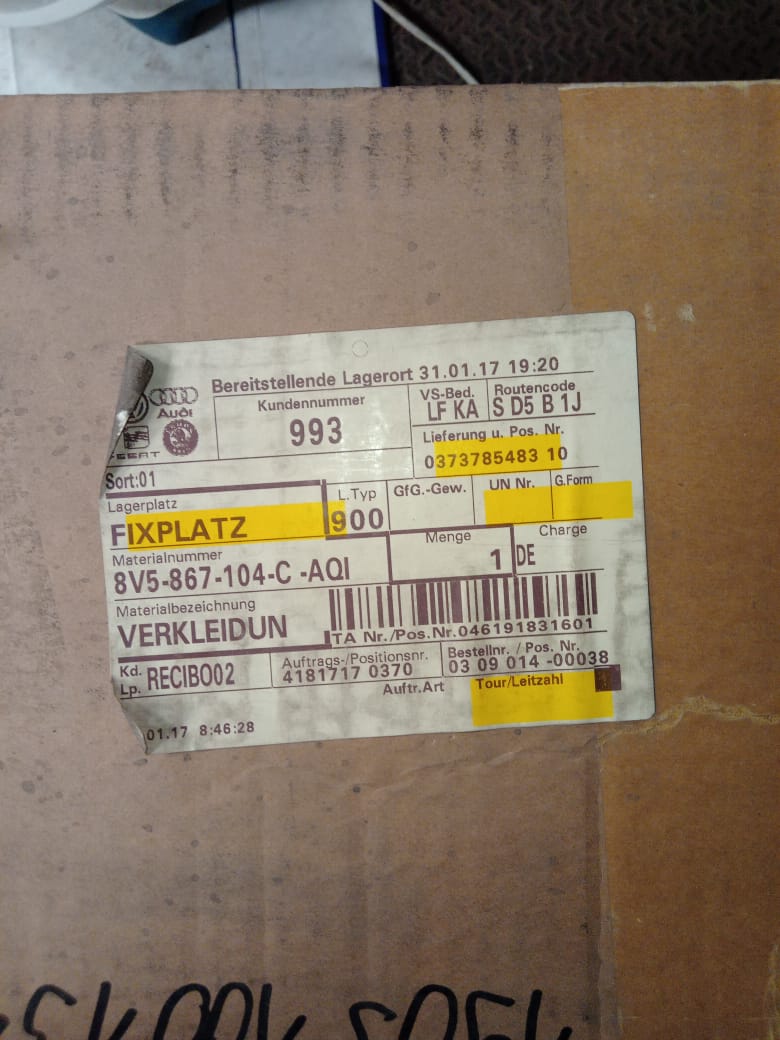 Bereitstellende Lagerort 31.01.17 19:20
Audi
Kundennummer
993
VS-Bed.
LF KA
Routencode
S D5 B 1J
Lieferung u. Pos. Nr.
0373785483 10
Sort:01
Lagerplatz
FIXPLATZ
L.Typ
900
GfG.-Gew.
UN Nr.
G.Form
Materialnummer
8V5-867-104-C -AQI
Menge
1
Charge
DE
Materialbezeichnung
VERKLEIDUN
TA Nr./Pos.Nr.046191831601
Kd.
Lp. RECIBO02
Auftrags-/Positionsnr.
4181717 0370
Bestellnr. / Pos. Nr.
03 09 014 -00038
Auftr.Art
Tour/Leitzahl
01.17 8:46:28